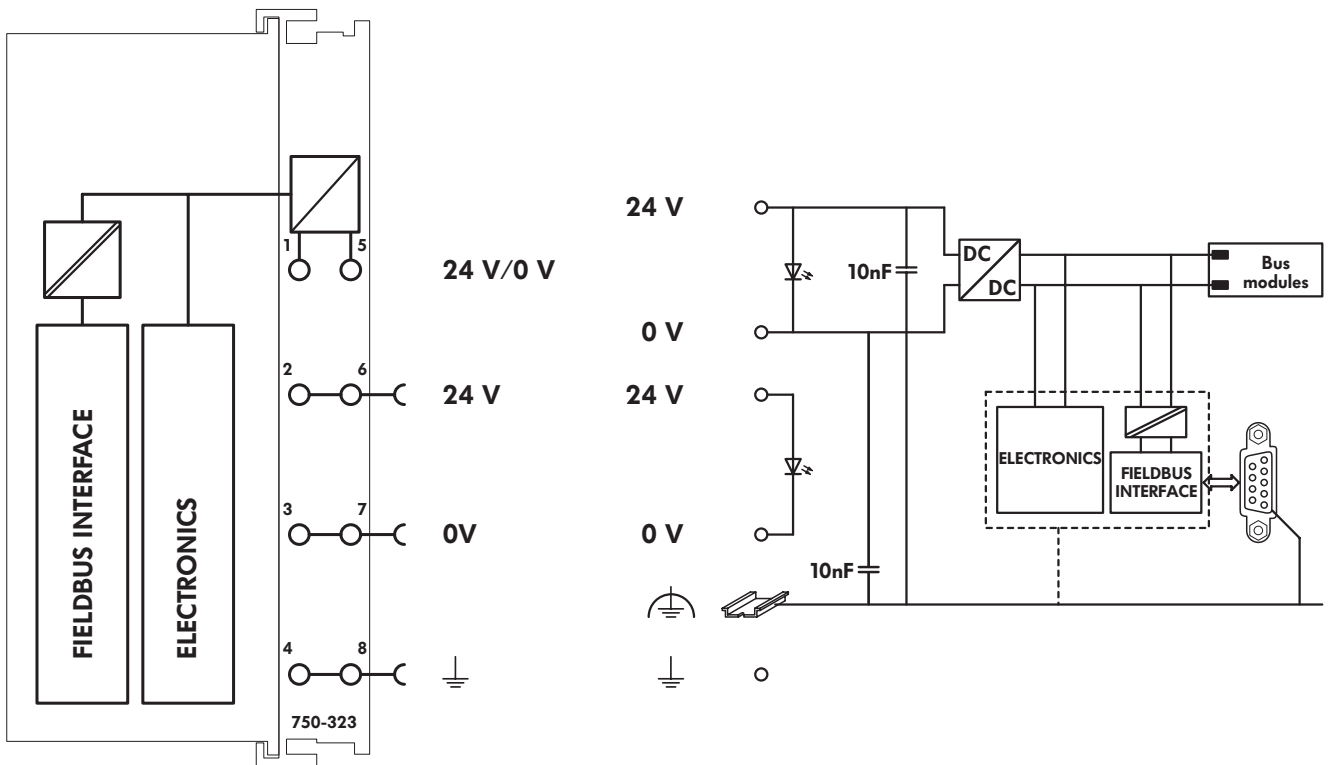 1
5
24 V/0 V
2
6
24 V
3
7
0V
4
8
750-323
FIELDBUS INTERFACE
ELECTRONICS
24 V
0 V
24 V
0 V
10nF
10nF
DC
DC
Bus
modules
ELECTRONICS
FIELDBUS
INTERFACE